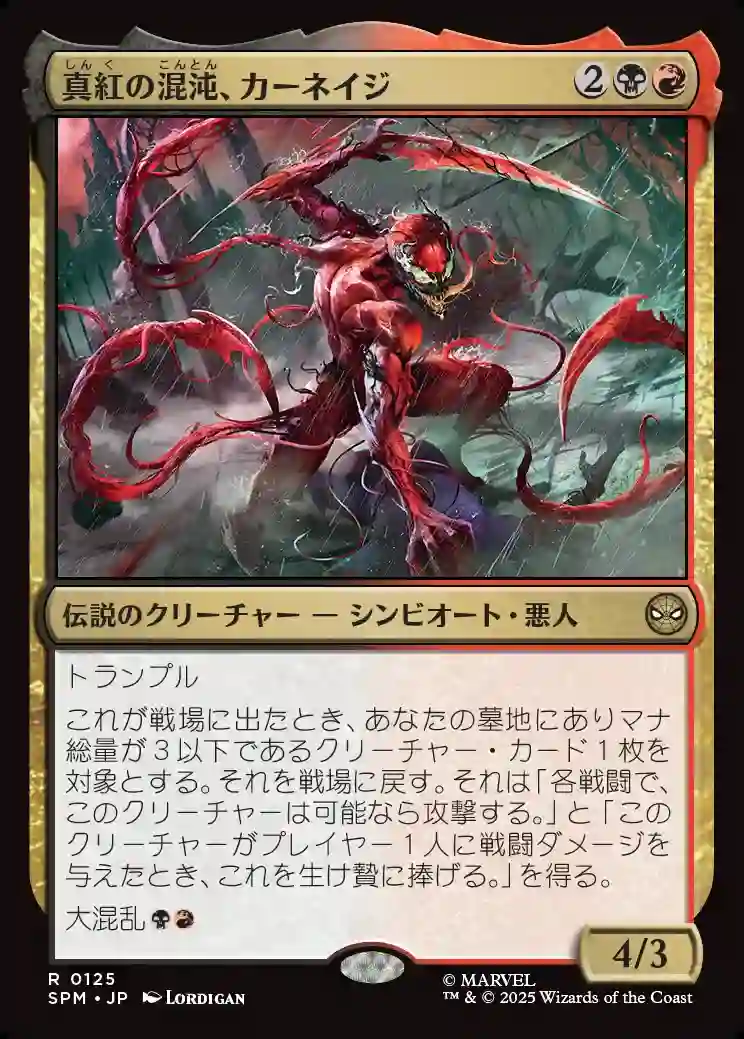 しんく こんとん
真紅の混沌、カーネイジ 2
伝説のクリーチャー — シンビオート・悪人
トランプル
これが戦場に出たとき、あなたの墓地にありマナ
総量が3以下であるクリーチャー・カード1枚を
対象とする。それを戦場に戻す。それは「各戦闘で、
このクリーチャーは可能なら攻撃する。」と「この
クリーチャーがプレイヤー1人に戦闘ダメージを
与えたとき、これを生け贄に捧げる。」を得る。
大混乱
4/3
R 0125
SPM • JP LORDIGAN
© MARVEL
™ & © 2025 Wizards of the Coast